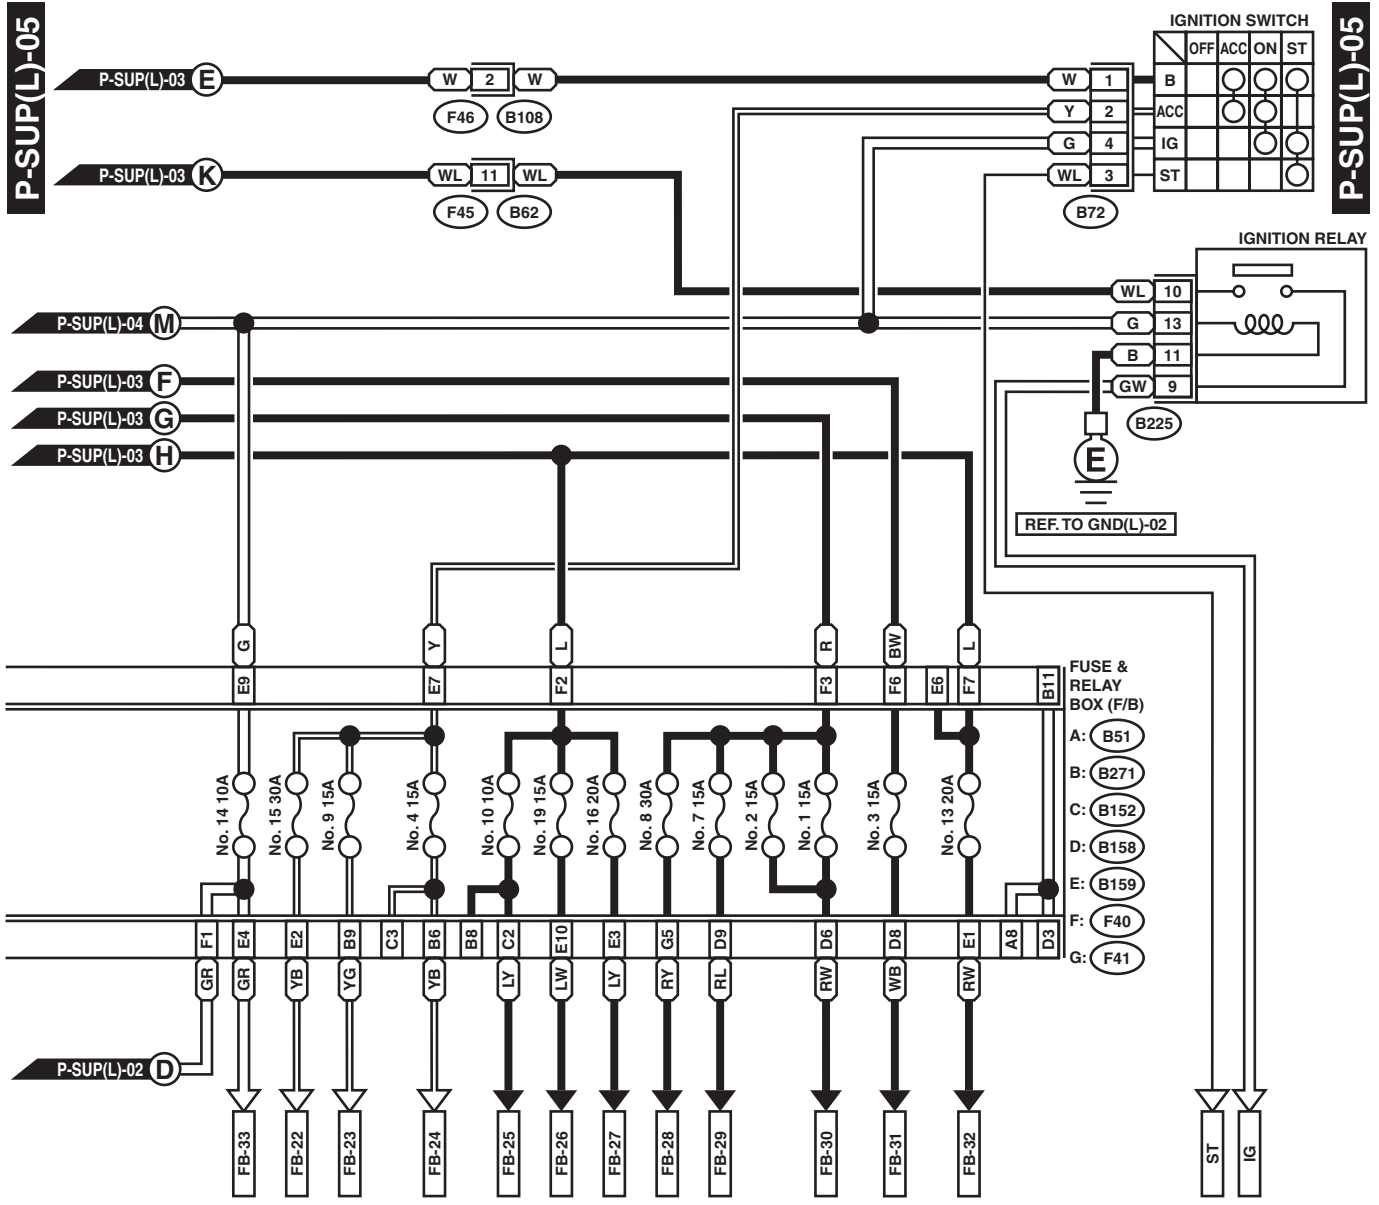 P-SUP(L)-05
P-SUP(L)-05
IGNITION SWITCH
OFF ACC ON ST
P-SUP(L)-03 E W 2 W W 1 B
F46 B108 Y 2 ACC
G 4 IG
P-SUP(L)-03 K WL 11 WL WL 3 ST
F45 B62 B72
IGNITION RELAY
WL 10
P-SUP(L)-04 M G 13
B 11
P-SUP(L)-03 F GW 9
P-SUP(L)-03 G B225
P-SUP(L)-03 H E
REF. TO GND(L)-02
G Y L R BW L
E9 E7 F2 F3 F6 E6 F7 B11
FUSE &
RELAY
BOX (F/B)
A: B51
B: B271
C: B152
D: B158
E: B159
F: F40
G: F41
No. 14 10A
No. 15 30A
No. 9 15A
No. 4 15A
No. 10 10A
No. 19 15A
No. 16 20A
No. 8 30A
No. 7 15A
No. 2 15A
No. 1 15A
No. 3 15A
No. 13 20A
F1 E4 E2 B9 C3 B6 B8 C2 E10 E3 G5 D9 D6 D8 E1 A8 D3
GR GR YB YG YB LY LW LY RY RL RW WB RW
P-SUP(L)-02 D
FB-33 FB-22 FB-23 FB-24 FB-25 FB-26 FB-27 FB-28 FB-29 FB-30 FB-31 FB-32 ST IG